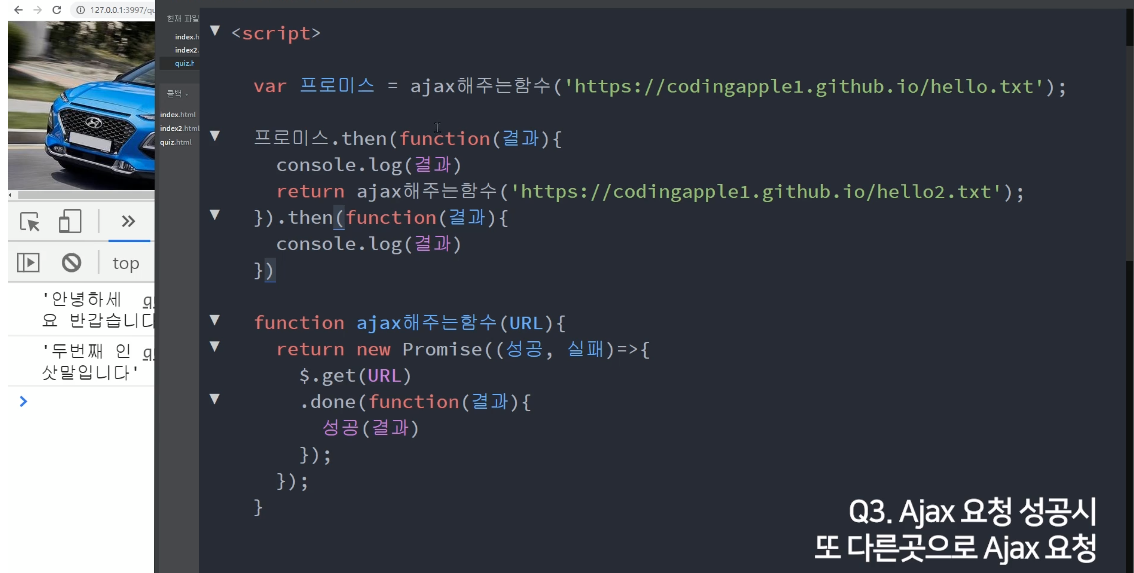 127.0.0.1:3997/qu
현재 파일
index.h
index2.
quiz.h
index.html
index2.html
quiz.html
top
'안녕하세 qu
요 반갑습니다
'두번째 인 qu
삿말입니다'
<script>
var 프로미스 = ajax해주는함수('https://codingapple1.github.io/hello.txt');
프로미스.then(function(결과){
console.log(결과)
return ajax해주는함수('https://codingapple1.github.io/hello2.txt');
}).then(function(결과){
console.log(결과)
})
function ajax해주는함수(URL){
return new Promise((성공, 실패)=>{
$.get(URL)
.done(function(결과){
성공(결과)
});
});
}
Q3. Ajax 요청 성공시
또 다른곳으로 Ajax 요청